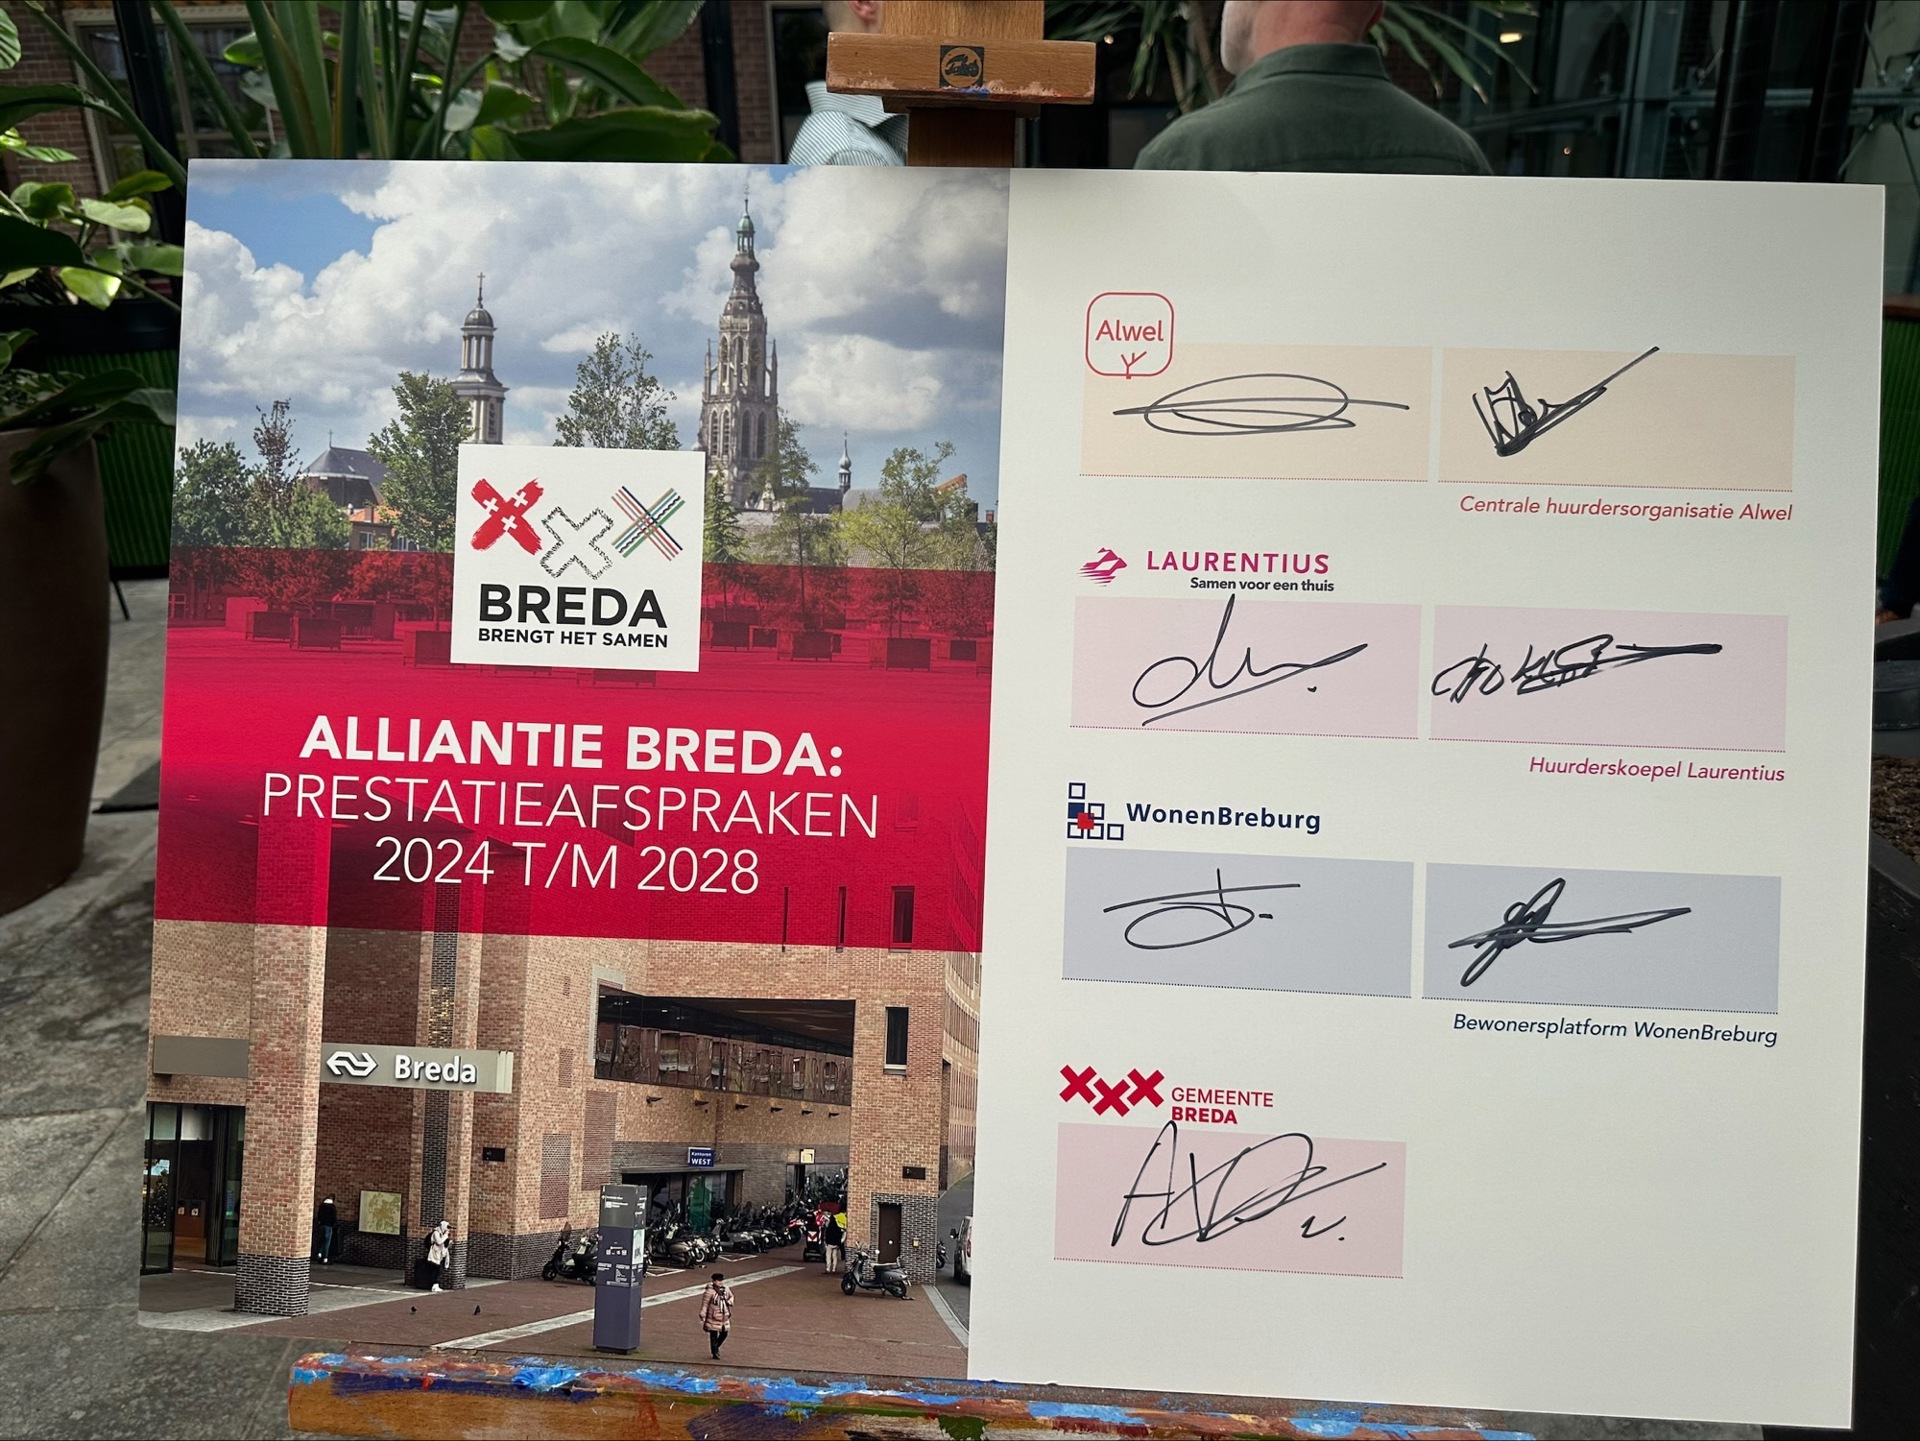 BREDA
BRENGT HET SAMEN
ALLIANTIE BREDA:
PRESTATIEAFSPRAKEN
2024 T/M 2028
Breda
Kantoren
WEST
Alwel
Centrale huurdersorganisatie Alwel
LAURENTIUS
Samen voor een thuis
Huurderskoepel Laurentius
WonenBreburg
Bewonersplatform WonenBreburg
GEMEENTE
BREDA